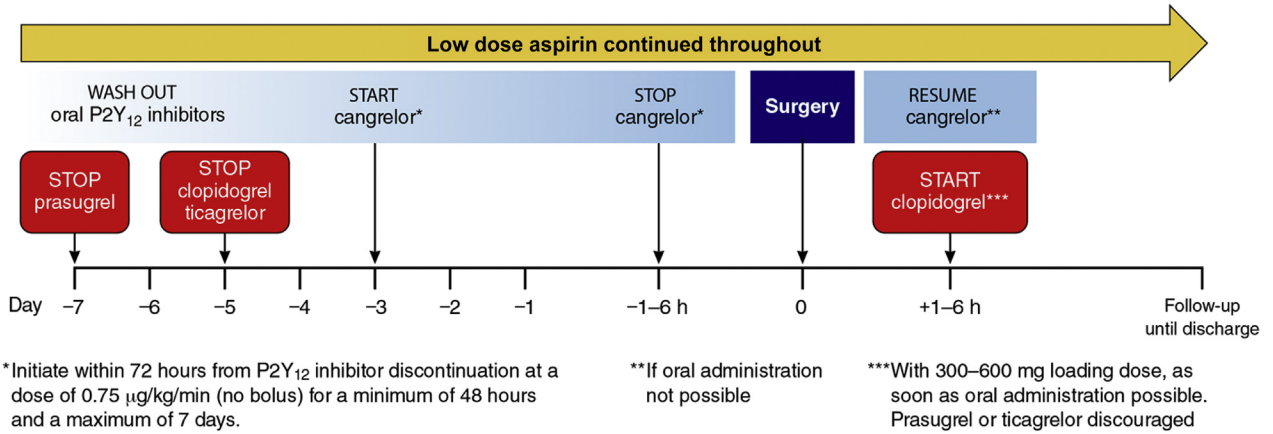 Low dose aspirin continued throughout
WASH OUT
oral P2Y12 inhibitors
START
cangrelor*
STOP
cangrelor*
Surgery
RESUME
cangrelor**
STOP
prasugrel
STOP
clopidogrel
ticagrelor
START
clopidogrel***
Day –7 –6 –5 –4 –3 –2 –1 –1–6 h 0 +1–6 h Follow-up
until discharge
*Initiate within 72 hours from P2Y12 inhibitor discontinuation at a
dose of 0.75 µg/kg/min (no bolus) for a minimum of 48 hours
and a maximum of 7 days.
**If oral administration
not possible
***With 300–600 mg loading dose, as
soon as oral administration possible.
Prasugrel or ticagrelor discouraged